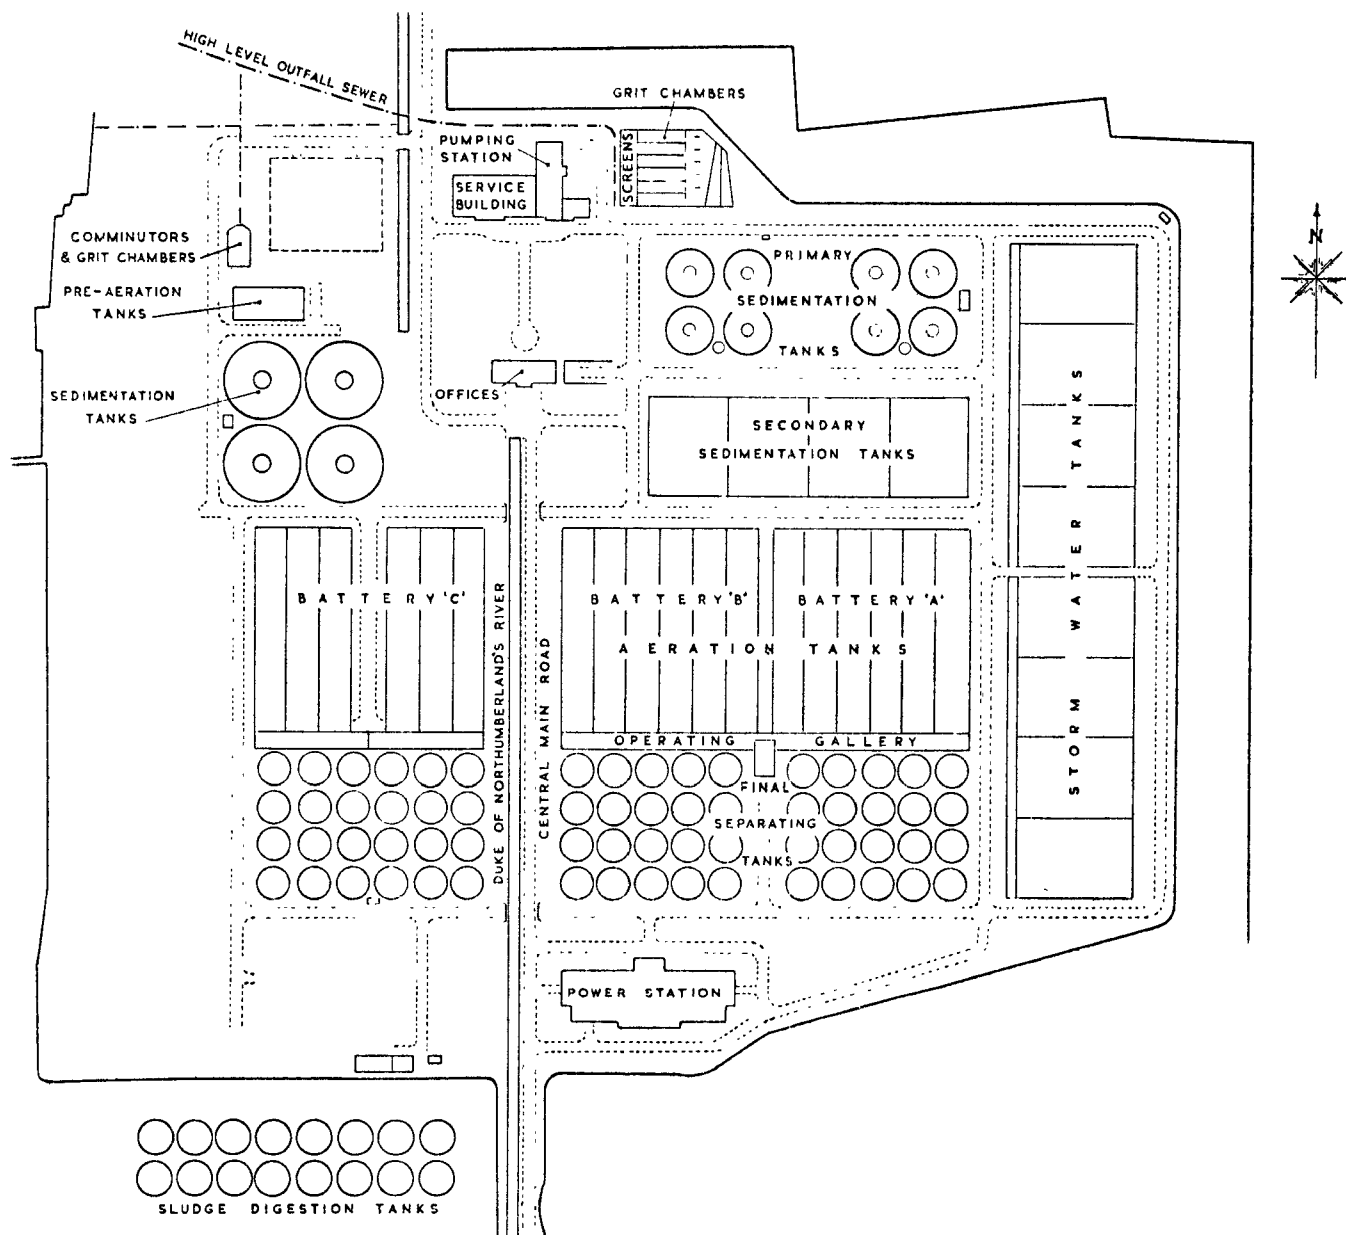 HIGH LEVEL OUTFALL SEWER
GRIT CHAMBERS
PUMPING
STATION
SCREENS
SERVICE
BUILDING
N
COMMINUTORS
& GRIT CHAMBERS
PRIMARY
SEDIMENTATION
TANKS
PRE-AERATION
TANKS
OFFICES
SEDIMENTATION
TANKS
SECONDARY
SEDIMENTATION TANKS
STORM WATER TANKS
BATTERY 'C'
DUKE OF NORTHUMBERLAND'S RIVER
CENTRAL MAIN ROAD
BATTERY 'B'
BATTERY 'A'
AERATION TANKS
OPERATING GALLERY
FINAL
SEPARATING
TANKS
POWER STATION
SLUDGE DIGESTION TANKS